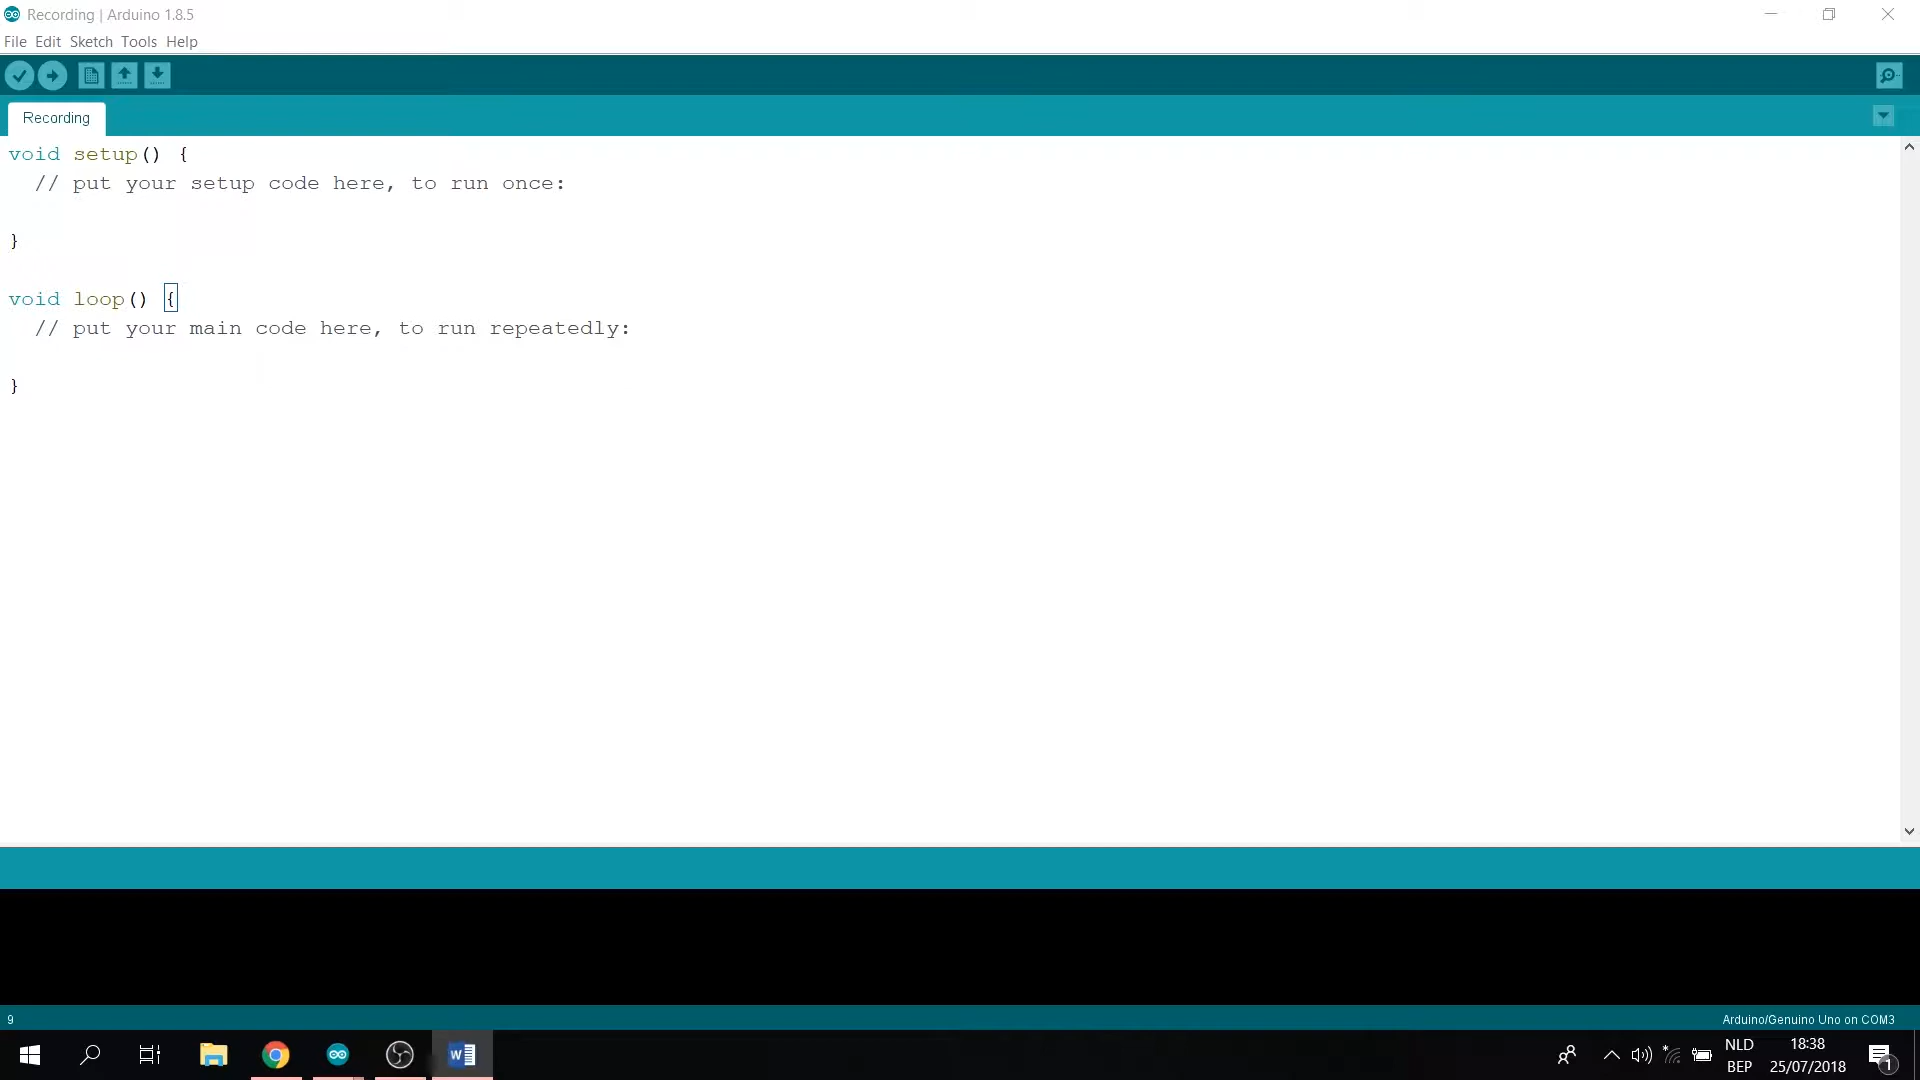 Recording | Arduino 1.8.5
File Edit Sketch Tools Help
Recording
void setup() {
  // put your setup code here, to run once:
}
void loop() {
  // put your main code here, to run repeatedly:
}
9
Arduino/Genuino Uno on COM3
NLD
BEP
18:38
25/07/2018
1